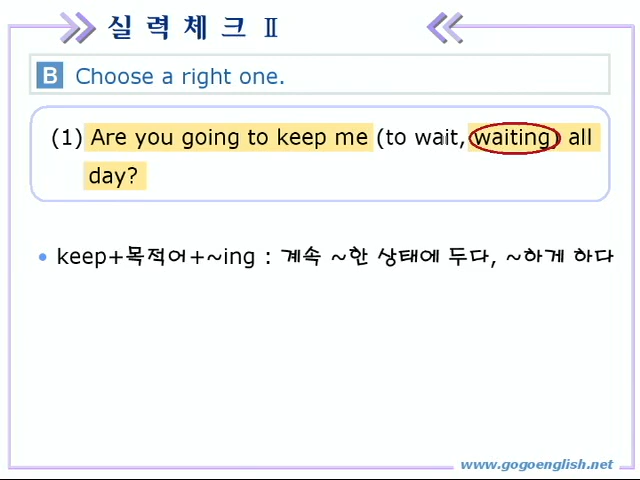 실 력 체 크 Ⅱ
B Choose a right one.
(1) Are you going to keep me (to wait, waiting) all
day?
• keep+목적어+~ing : 계속 ~한 상태에 두다, ~하게 하다
www.gogoenglish.net